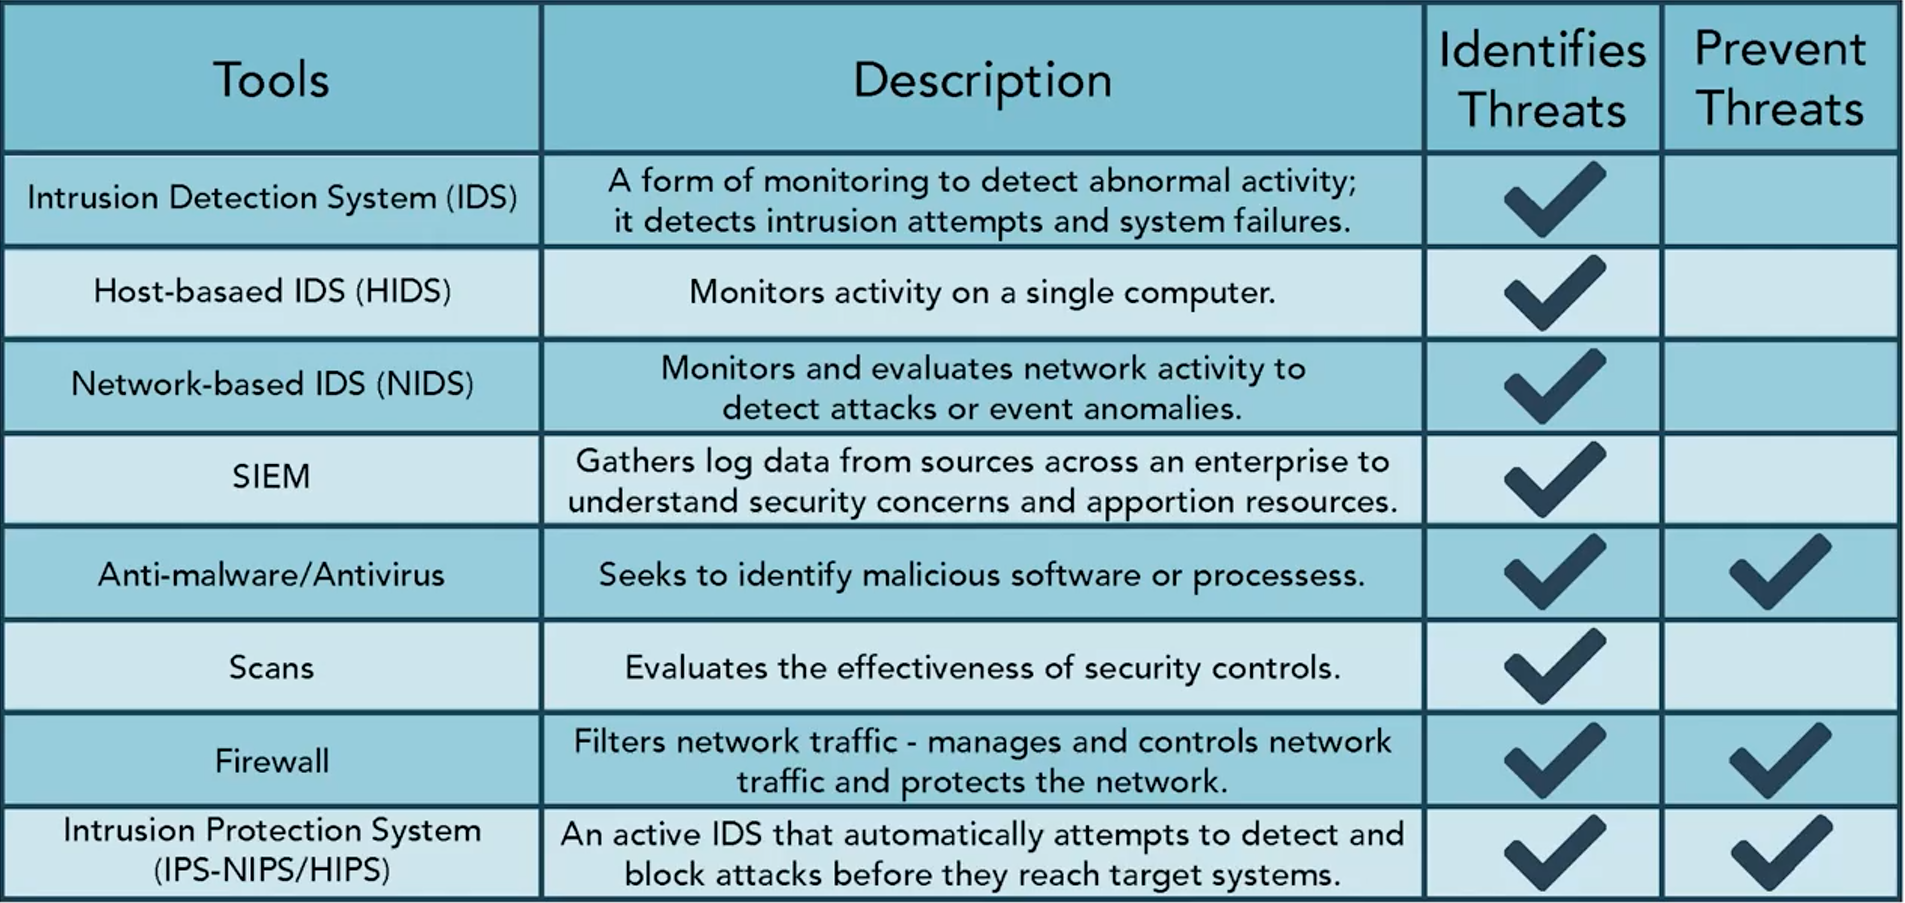 Tools
Description
Identifies
Threats
Prevent
Threats
Intrusion Detection System (IDS)
A form of monitoring to detect abnormal activity;
it detects intrusion attempts and system failures.
Host-basaed IDS (HIDS)
Monitors activity on a single computer.
Network-based IDS (NIDS)
Monitors and evaluates network activity to
detect attacks or event anomalies.
SIEM
Gathers log data from sources across an enterprise to
understand security concerns and apportion resources.
Anti-malware/Antivirus
Seeks to identify malicious software or processess.
Scans
Evaluates the effectiveness of security controls.
Firewall
Filters network traffic - manages and controls network
traffic and protects the network.
Intrusion Protection System
(IPS-NIPS/HIPS)
An active IDS that automatically attempts to detect and
block attacks before they reach target systems.